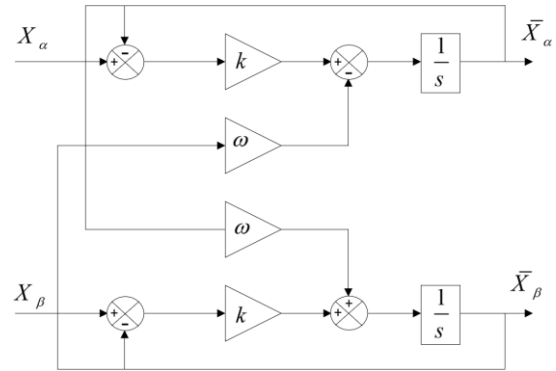 X_α + - k + - 1/s X̄_α
ω
ω
X_β + - k + + 1/s X̄_β